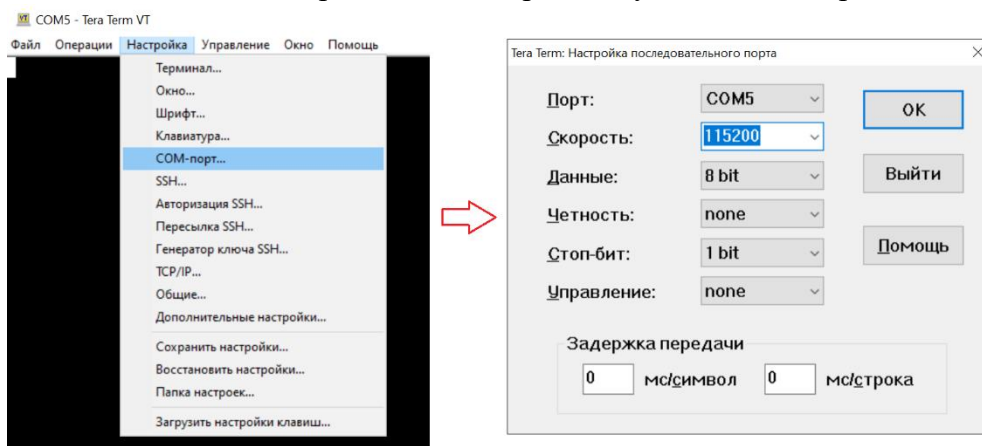 COM5 - Tera Term VT
Файл Операции Настройка Управление Окно Помощь
Терминал...
Окно...
Шрифт...
Клавиатура...
COM-порт...
SSH...
Авторизация SSH...
Пересылка SSH...
Генератор ключа SSH...
TCP/IP...
Общие...
Дополнительные настройки...
Сохранить настройки...
Восстановить настройки...
Папка настроек...
Загрузить настройки клавиш...
Tera Term: Настройка последовательного порта
Порт: COM5
OK
Скорость: 115200
Данные: 8 bit
Выйти
Четность: none
Стоп-бит: 1 bit
Помощь
Управление: none
Задержка передачи
0 мс/символ 0 мс/строка